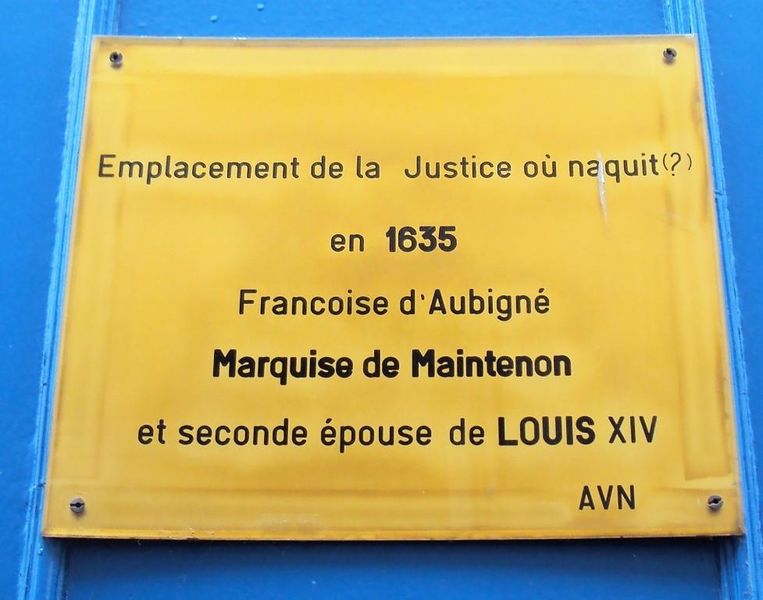 Emplacement de la Justice où naquit(?)
en 1635
Francoise d'Aubigné
Marquise de Maintenon
et seconde épouse de LOUIS XIV
AVN